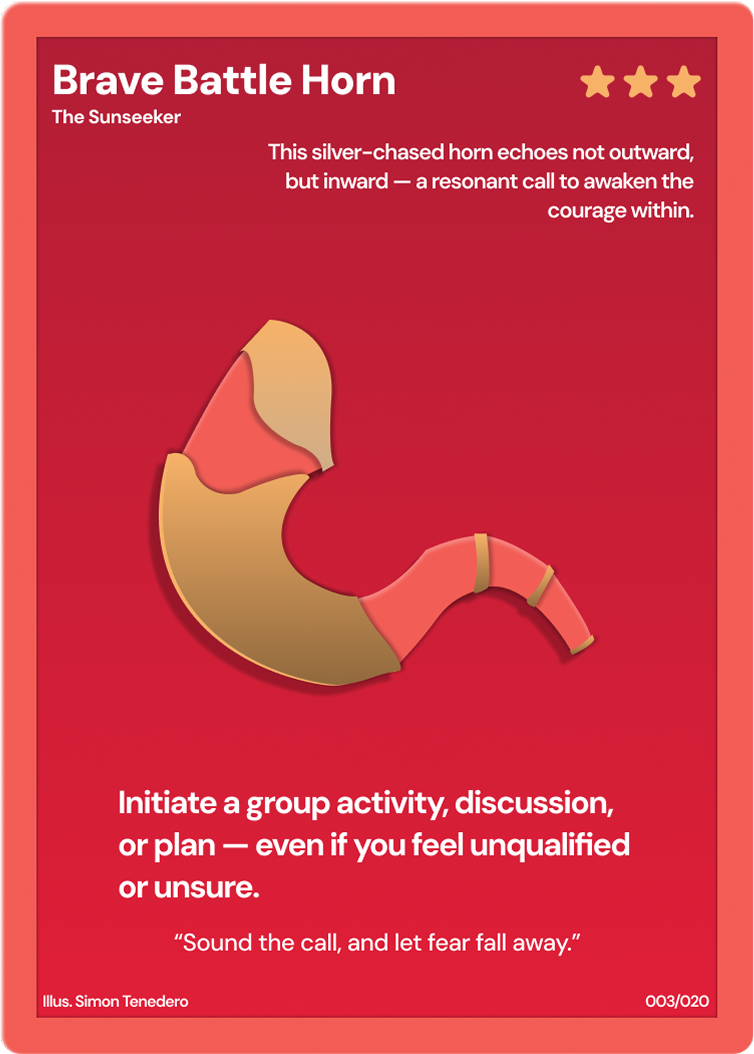 Brave Battle Horn
The Sunseeker
This silver-chased horn echoes not outward,
but inward — a resonant call to awaken the
courage within.
Initiate a group activity, discussion,
or plan — even if you feel unqualified
or unsure.
“Sound the call, and let fear fall away.”
Illus. Simon Tenedero
003/020